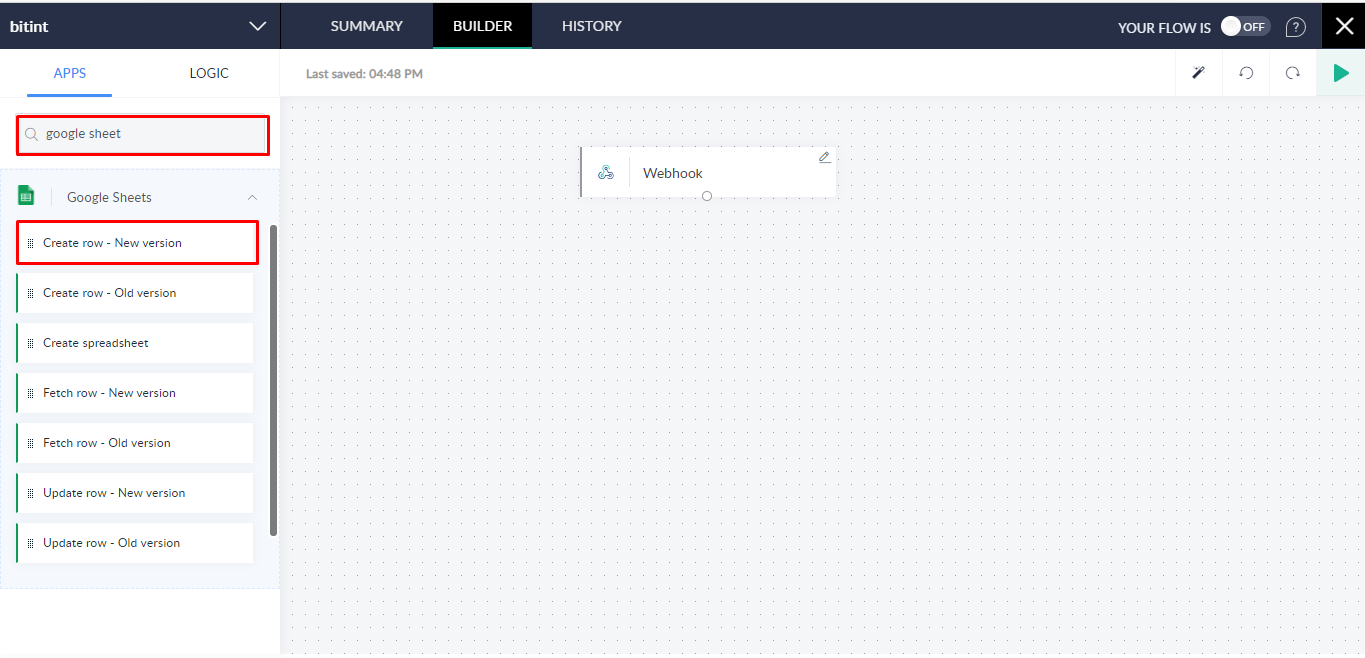 bitint
SUMMARY
BUILDER
HISTORY
YOUR FLOW IS
OFF
?
APPS
LOGIC
Last saved: 04:48 PM
google sheet
Google Sheets
Create row - New version
Create row - Old version
Create spreadsheet
Fetch row - New version
Fetch row - Old version
Update row - New version
Update row - Old version
Webhook